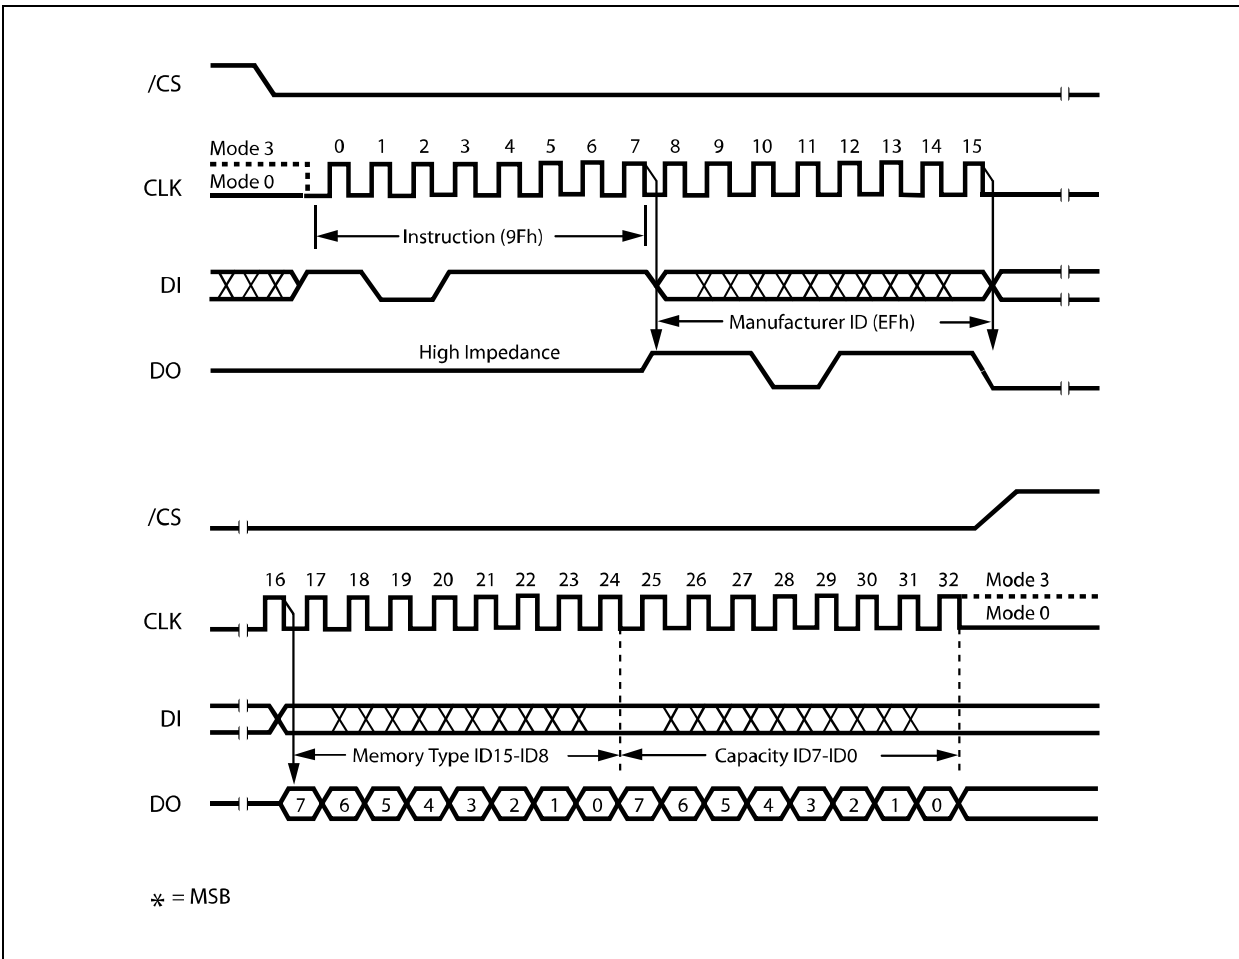 /CS
Mode 3
0 1 2 3 4 5 6 7 8 9 10 11 12 13 14 15
CLK
Mode 0
Instruction (9Fh)
DI
Manufacturer ID (EFh)
High Impedance
DO
/CS
16 17 18 19 20 21 22 23 24 25 26 27 28 29 30 31 32
Mode 3
CLK
Mode 0
DI
Memory Type ID15-ID8
Capacity ID7-ID0
DO
7 6 5 4 3 2 1 0 7 6 5 4 3 2 1 0
* = MSB